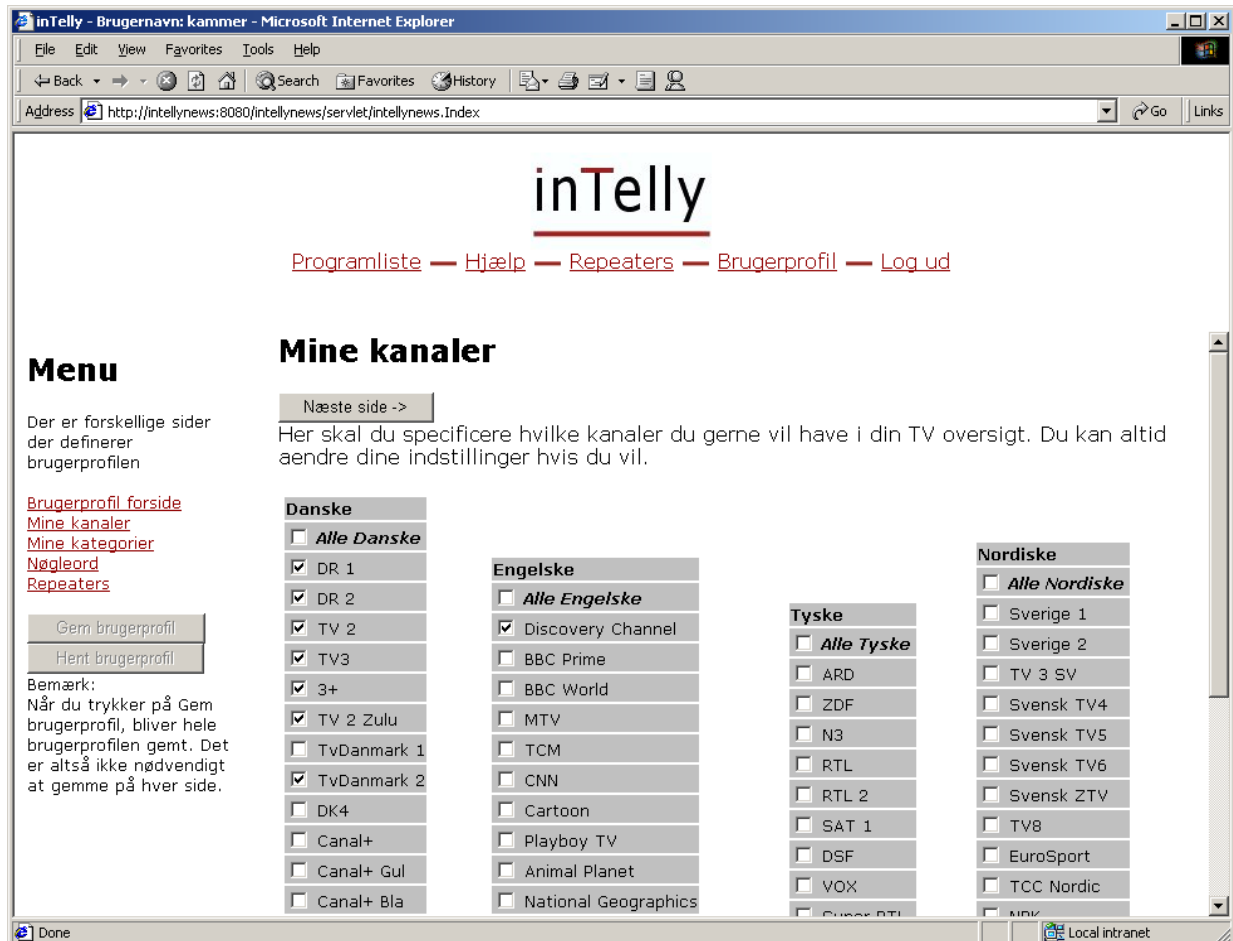 inTelly - Brugernavn: kammer - Microsoft Internet Explorer
File Edit View Favorites Tools Help
Back Search Favorites History
Address http://intellynews:8080/intellynews/servlet/intellynews.Index Go Links
inTelly
Programliste — Hjælp — Repeaters — Brugerprofil — Log ud
Menu
Der er forskellige sider
der definerer
brugerprofilen
Brugerprofil forside
Mine kanaler
Mine kategorier
Nøgleord
Repeaters
Gem brugerprofil
Hent brugerprofil
Bemærk:
Når du trykker på Gem
brugerprofil, bliver hele
brugerprofilen gemt. Det
er altså ikke nødvendigt
at gemme på hver side.
Mine kanaler
Næste side ->
Her skal du specificere hvilke kanaler du gerne vil have i din TV oversigt. Du kan altid
aendre dine indstillinger hvis du vil.
Danske
Alle Danske
DR 1
DR 2
TV 2
TV3
3+
TV 2 Zulu
TvDanmark 1
TvDanmark 2
DK4
Canal+
Canal+ Gul
Canal+ Bla
Engelske
Alle Engelske
Discovery Channel
BBC Prime
BBC World
MTV
TCM
CNN
Cartoon
Playboy TV
Animal Planet
National Geographics
Tyske
Alle Tyske
ARD
ZDF
N3
RTL
RTL 2
SAT 1
DSF
VOX
Super RTL
Nordiske
Alle Nordiske
Sverige 1
Sverige 2
TV 3 SV
Svensk TV4
Svensk TV5
Svensk TV6
Svensk ZTV
TV8
EuroSport
TCC Nordic
NRK
Done
Local intranet